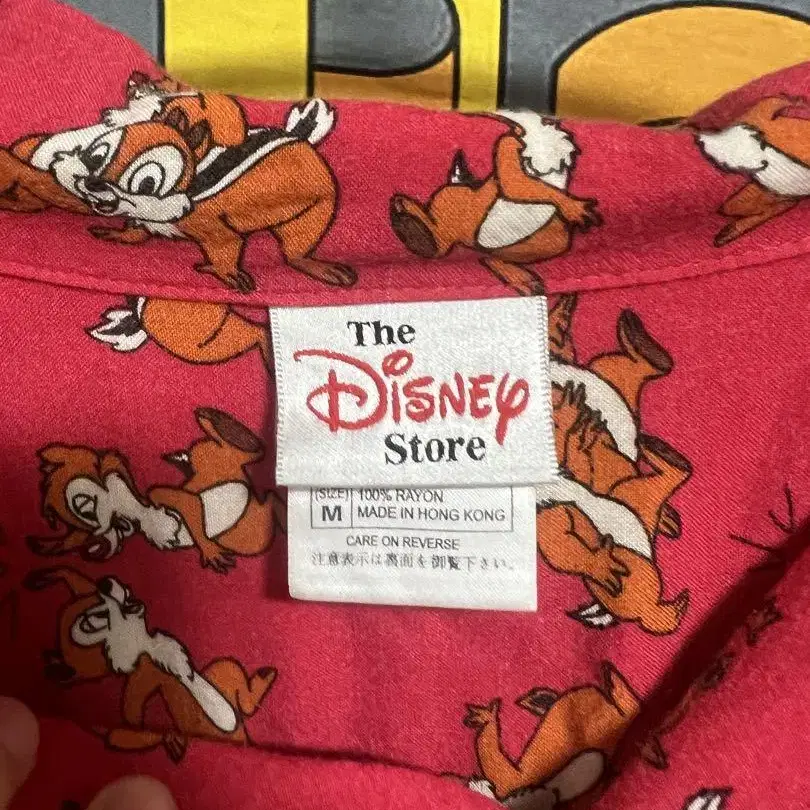 The
Disney
Store
(SIZE) 100% RAYON
M MADE IN HONG KONG
CARE ON REVERSE
注意表示は裏面を御覧下さい。